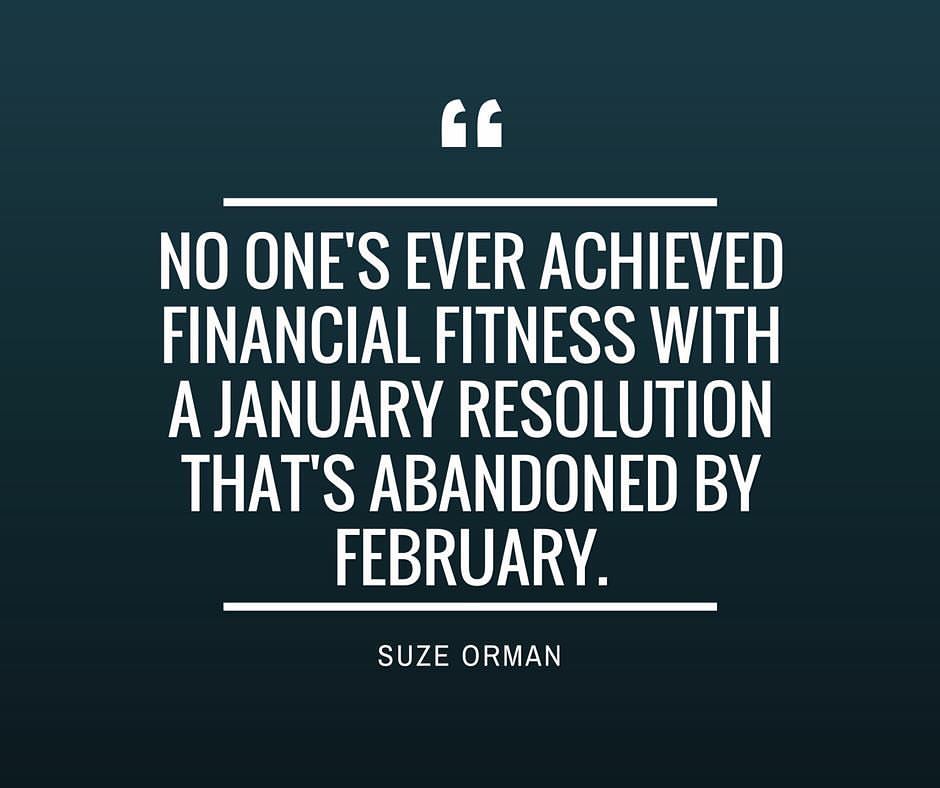 “
NO ONE'S EVER ACHIEVED
FINANCIAL FITNESS WITH
A JANUARY RESOLUTION
THAT'S ABANDONED BY
FEBRUARY.
SUZE ORMAN